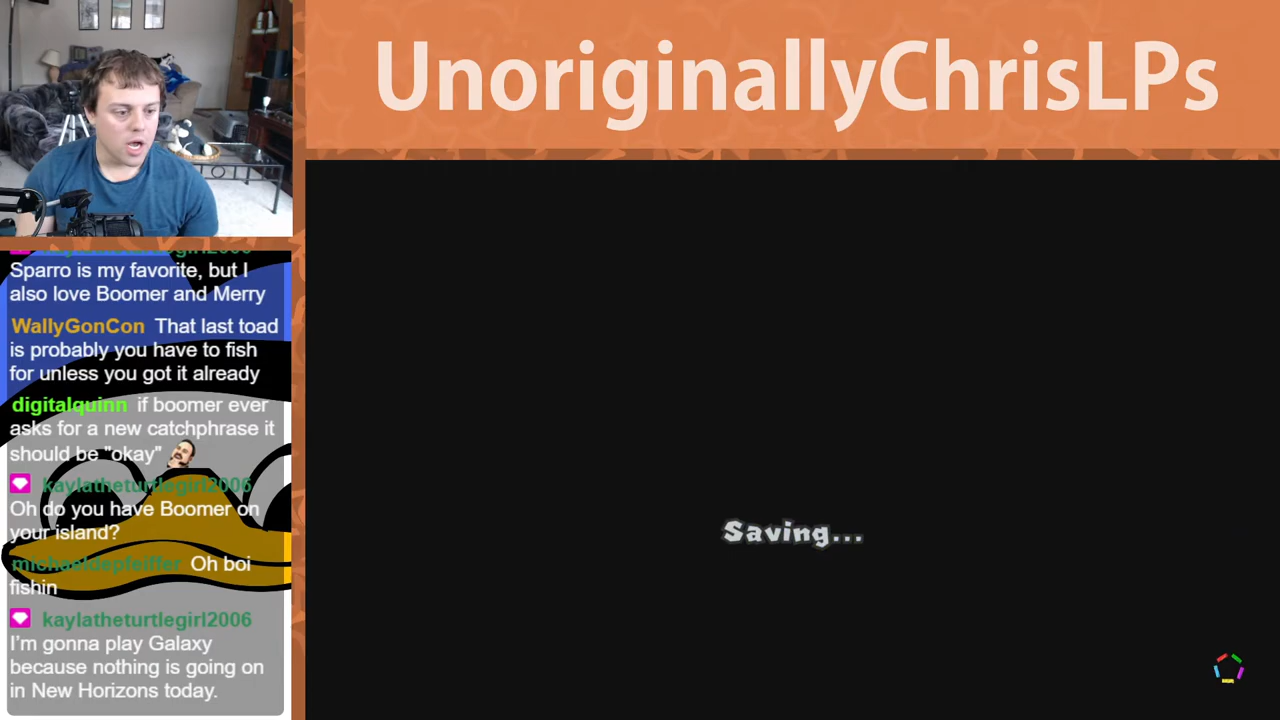 UnoriginallyChrisLPs
Sparro is my favorite, but I
also love Boomer and Merry
WallyGonCon That last toad
is probably you have to fish
for unless you got it already
digitalquinn if boomer ever
asks for a new catchphrase it
should be "okay"
kaylatheturtlegirl2006
Oh do you have Boomer on
your island?
michaeldepfeiffer Oh boi
fishin
kaylatheturtlegirl2006
I'm gonna play Galaxy
because nothing is going on
in New Horizons today.
Saving...